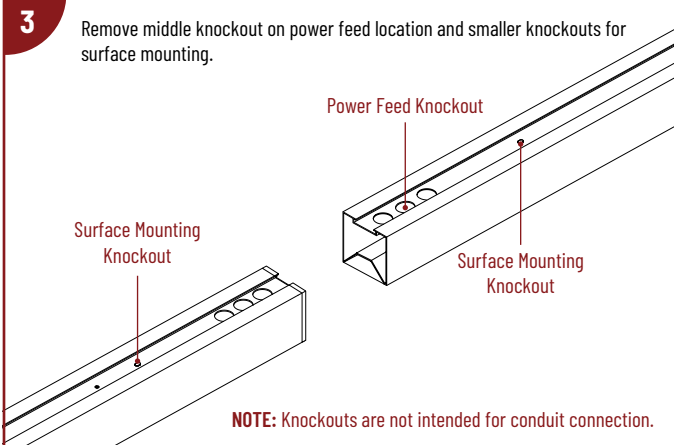 3
Remove middle knockout on power feed location and smaller knockouts for
surface mounting.
Power Feed Knockout
Surface Mounting
Knockout
Surface Mounting
Knockout
NOTE: Knockouts are not intended for conduit connection.